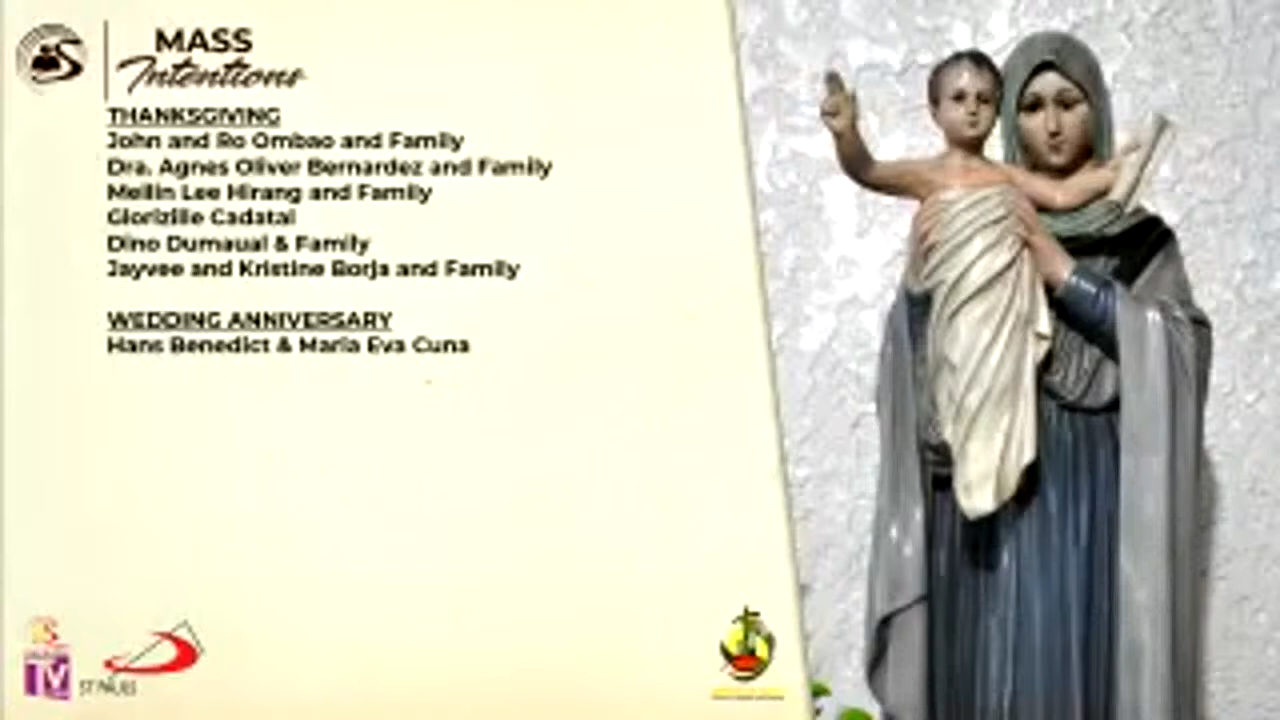 MASS
Intentions
THANKSGIVING
John and Ro Ombao and Family
Dra. Agnes Oliver Bernardez and Family
Mellin Lee Hirang and Family
Glorizille Cadatal
Dino Dumaual & Family
Jayvee and Kristine Borja and Family
WEDDING ANNIVERSARY
Hans Benedict & Maria Eva Cuna
TV
ST PAULS